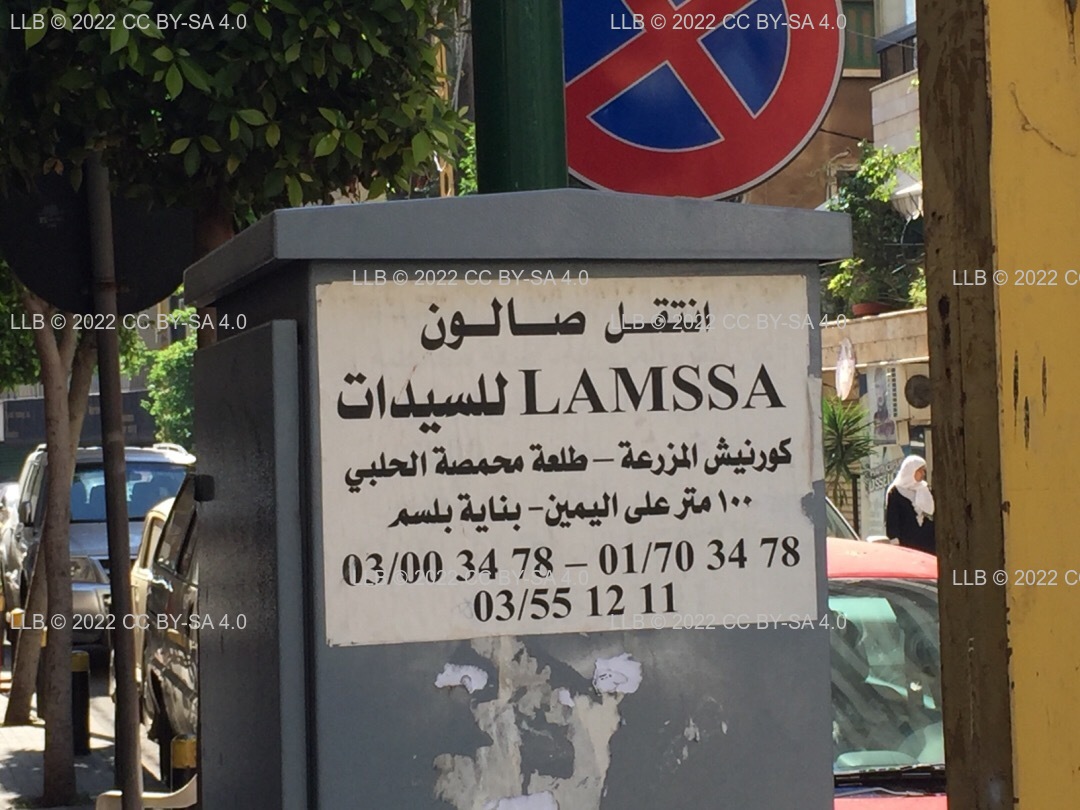 انتقل صالون
LAMSSA للسيدات
كورنيش المزرعة – طلعة محمصة الحلبي
١٠٠ متر على اليمين – بناية بلسم
03/00 34 78 – 01/70 34 78
03/55 12 11
LLB © 2022 CC BY-SA 4.0